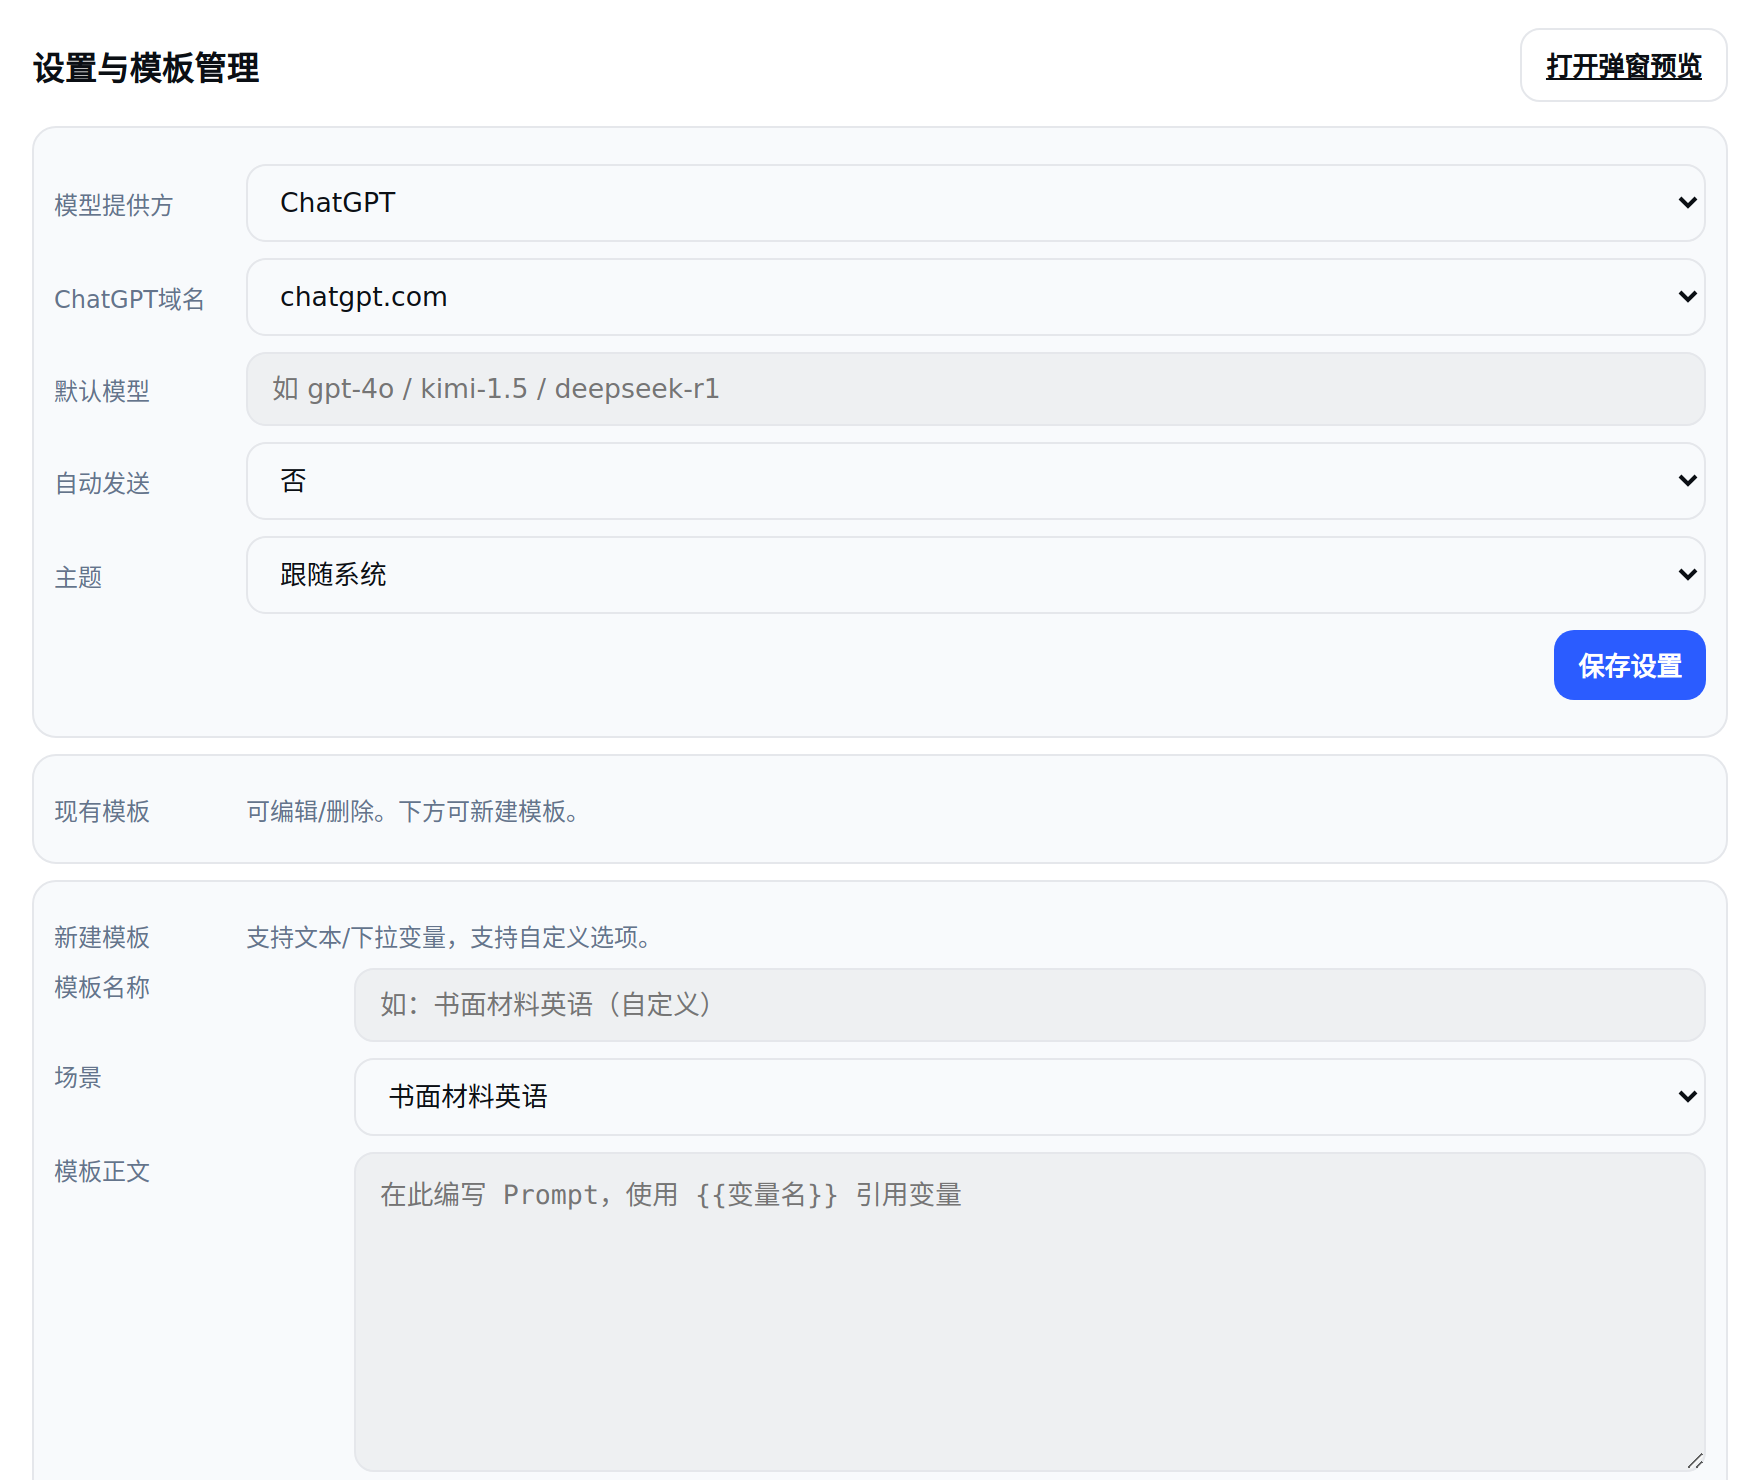 设置与模板管理
打开弹窗预览
模型提供方
ChatGPT
ChatGPT域名
chatgpt.com
默认模型
如 gpt-4o / kimi-1.5 / deepseek-r1
自动发送
否
主题
跟随系统
保存设置
现有模板
可编辑/删除。下方可新建模板。
新建模板
支持文本/下拉变量，支持自定义选项。
模板名称
如：书面材料英语（自定义）
场景
书面材料英语
模板正文
在此编写 Prompt，使用 {{变量名}} 引用变量